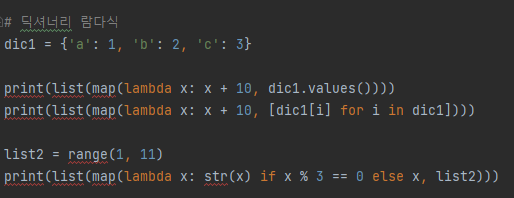 # 딕셔너리 람다식
dic1 = {'a': 1, 'b': 2, 'c': 3}
print(list(map(lambda x: x + 10, dic1.values())))
print(list(map(lambda x: x + 10, [dic1[i] for i in dic1])))
list2 = range(1, 11)
print(list(map(lambda x: str(x) if x % 3 == 0 else x, list2)))